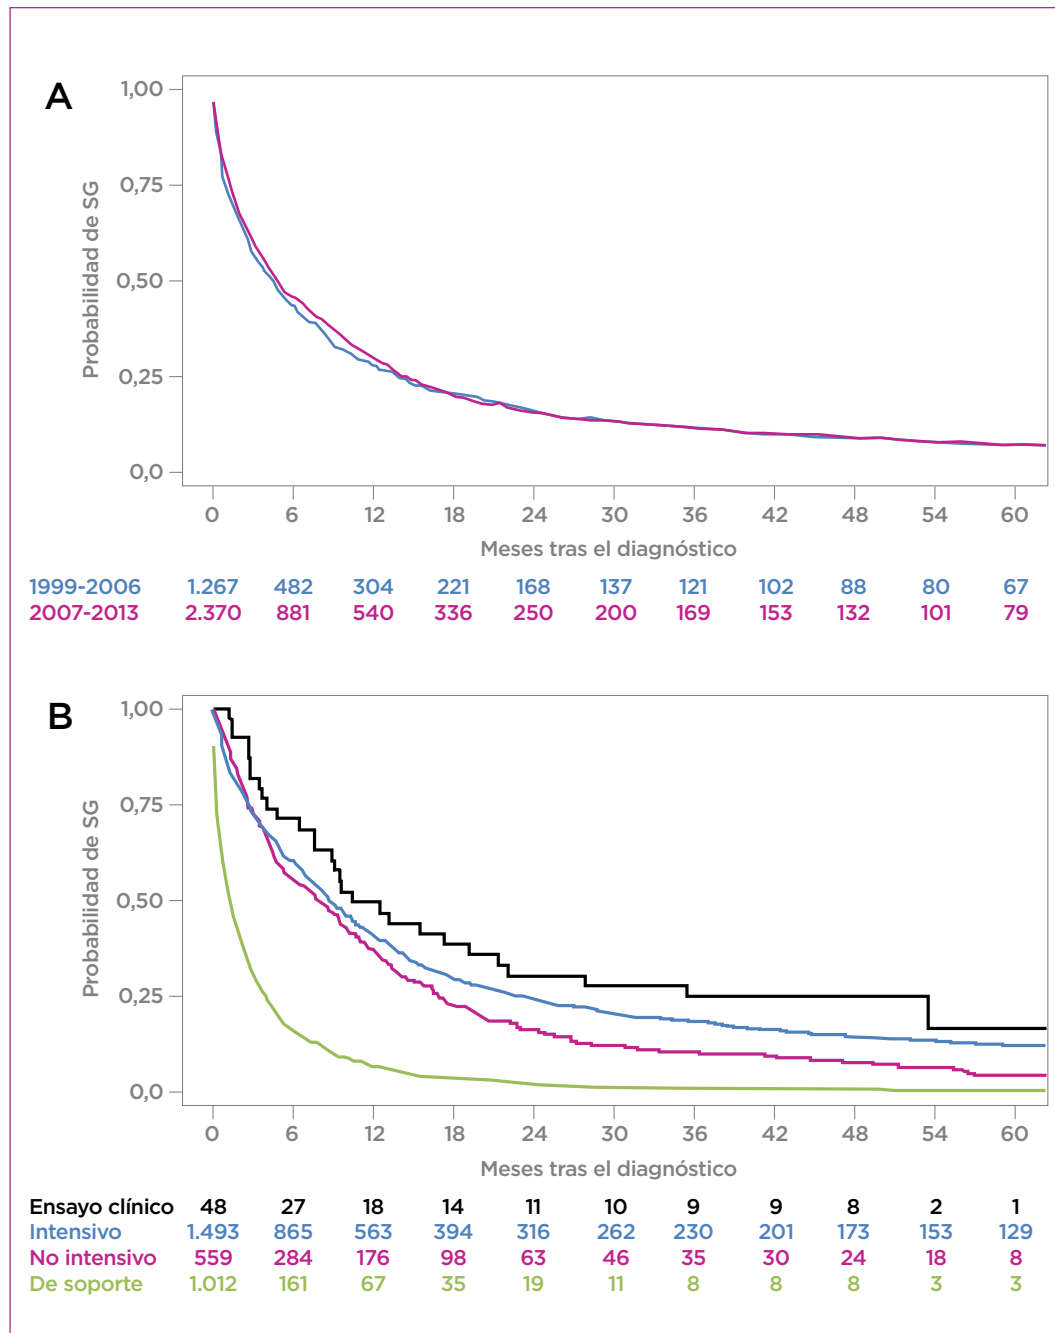 A
Probabilidad de SG
1,00
0,75
0,50
0,25
0,0
0 6 12 18 24 30 36 42 48 54 60
Meses tras el diagnóstico
1999-2006 1.267 482 304 221 168 137 121 102 88 80 67
2007-2013 2.370 881 540 336 250 200 169 153 132 101 79
B
Probabilidad de SG
1,00
0,75
0,50
0,25
0,0
0 6 12 18 24 30 36 42 48 54 60
Meses tras el diagnóstico
Ensayo clínico 48 27 18 14 11 10 9 9 8 2 1
Intensivo 1.493 865 563 394 316 262 230 201 173 153 129
No intensivo 559 284 176 98 63 46 35 30 24 18 8
De soporte 1.012 161 67 35 19 11 8 8 8 3 3